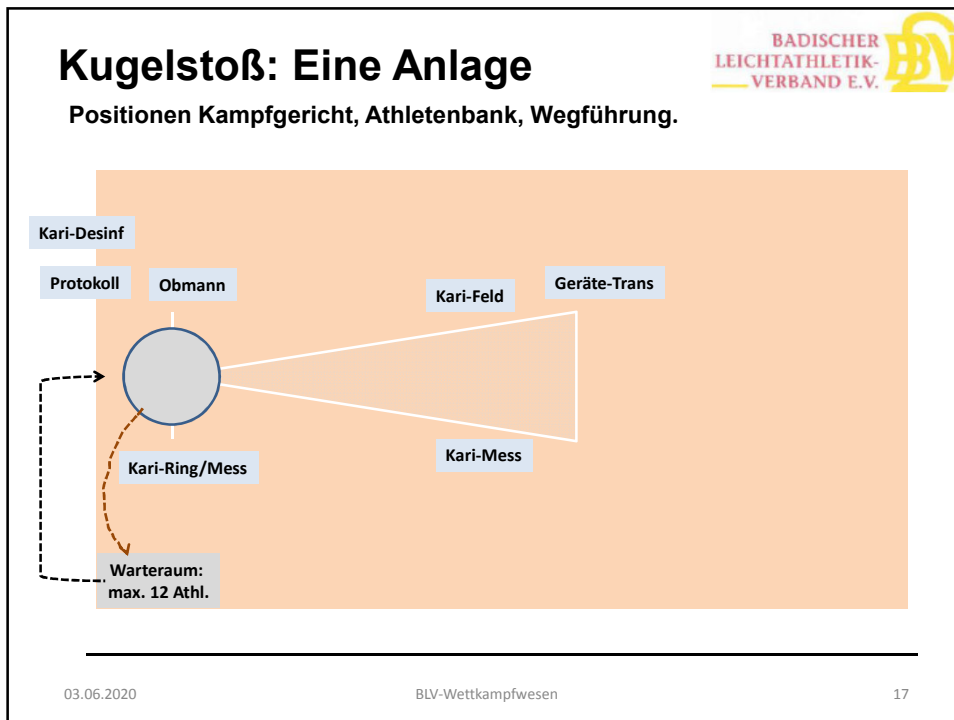 Kugelstoß: Eine Anlage
BADISCHER
LEICHTATHLETIK-
VERBAND E.V.
BLV
Positionen Kampfgericht, Athletenbank, Wegführung.
Kari-Desinf
Protokoll
Obmann
Kari-Feld
Geräte-Trans
Kari-Ring/Mess
Kari-Mess
Warteraum:
max. 12 Athl.
03.06.2020
BLV-Wettkampfwesen
17